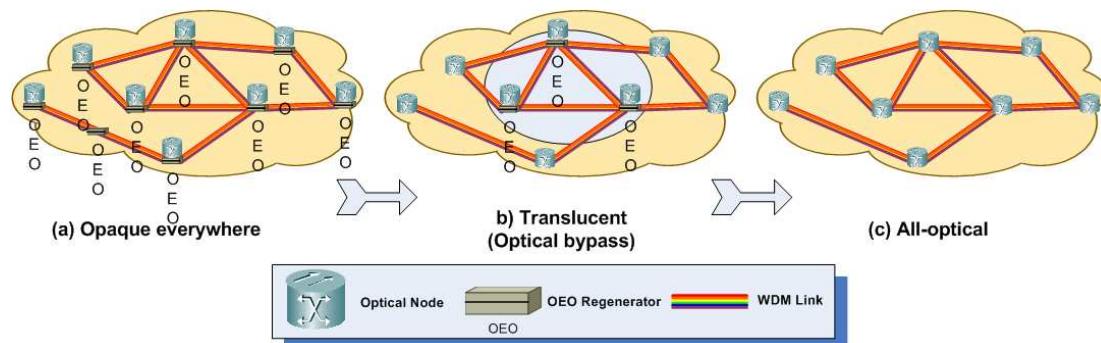 O E O
O E O
O E O
O E O
O E O
O E O
O E O
O E O
O E O
(a) Opaque everywhere
O E O
O E O
O E O
b) Translucent
(Optical bypass)
(c) All-optical
Optical Node
OEO
OEO Regenerator
WDM Link